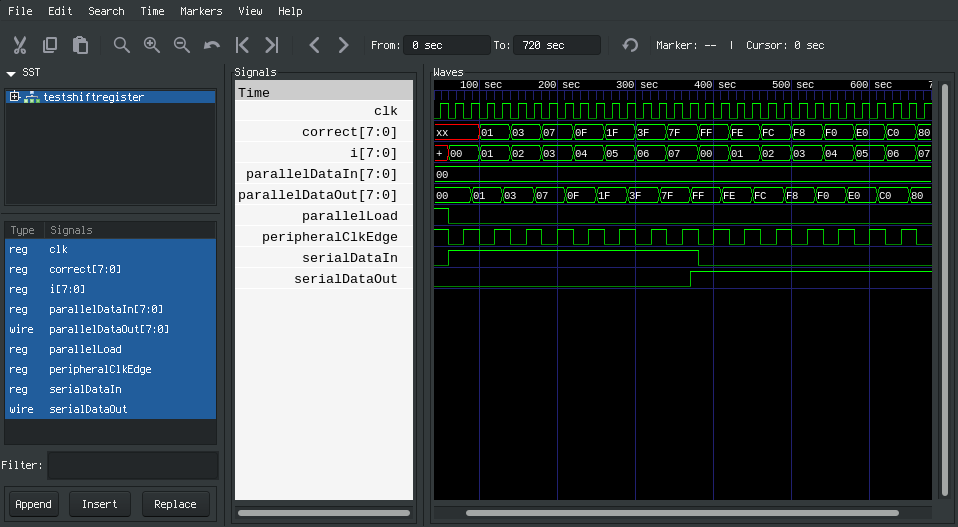 File Edit Search Time Markers View Help
From: 0 sec To: 720 sec Marker: -- | Cursor: 0 sec
SST
testshiftregister
Type Signals
reg clk
reg correct[7:0]
reg i[7:0]
reg parallelDataIn[7:0]
wire parallelDataOut[7:0]
reg parallelLoad
reg peripheralClkEdge
reg serialDataIn
wire serialDataOut
Filter:
Append Insert Replace
Signals
Time
clk
correct[7:0]
i[7:0]
parallelDataIn[7:0]
parallelDataOut[7:0]
parallelLoad
peripheralClkEdge
serialDataIn
serialDataOut
Waves
100 sec 200 sec 300 sec 400 sec 500 sec 600 sec 7
xx 01 03 07 0F 1F 3F 7F FF FE FC F8 F0 E0 C0 80
+ 00 01 02 03 04 05 06 07 00 01 02 03 04 05 06 07
00
00 01 03 07 0F 1F 3F 7F FF FE FC F8 F0 E0 C0 80